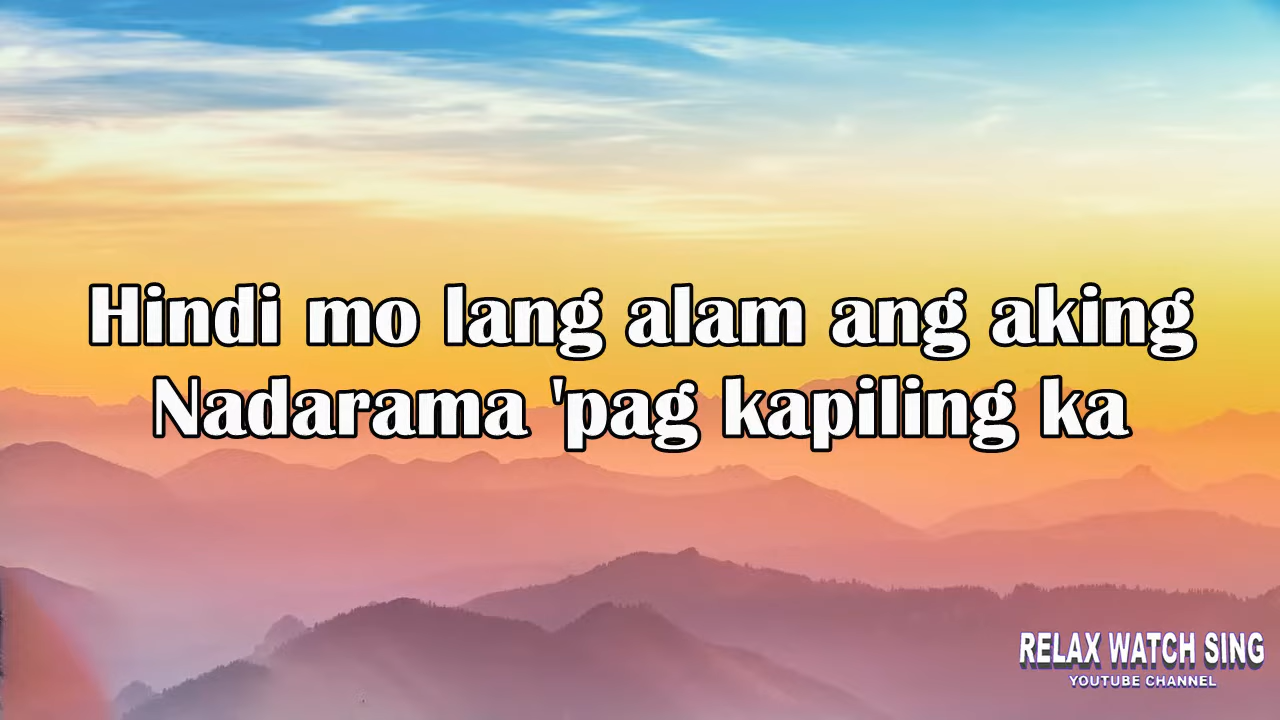 Hindi mo lang alam ang aking
Nadarama 'pag kapiling ka
RELAX WATCH SING
YOUTUBE CHANNEL